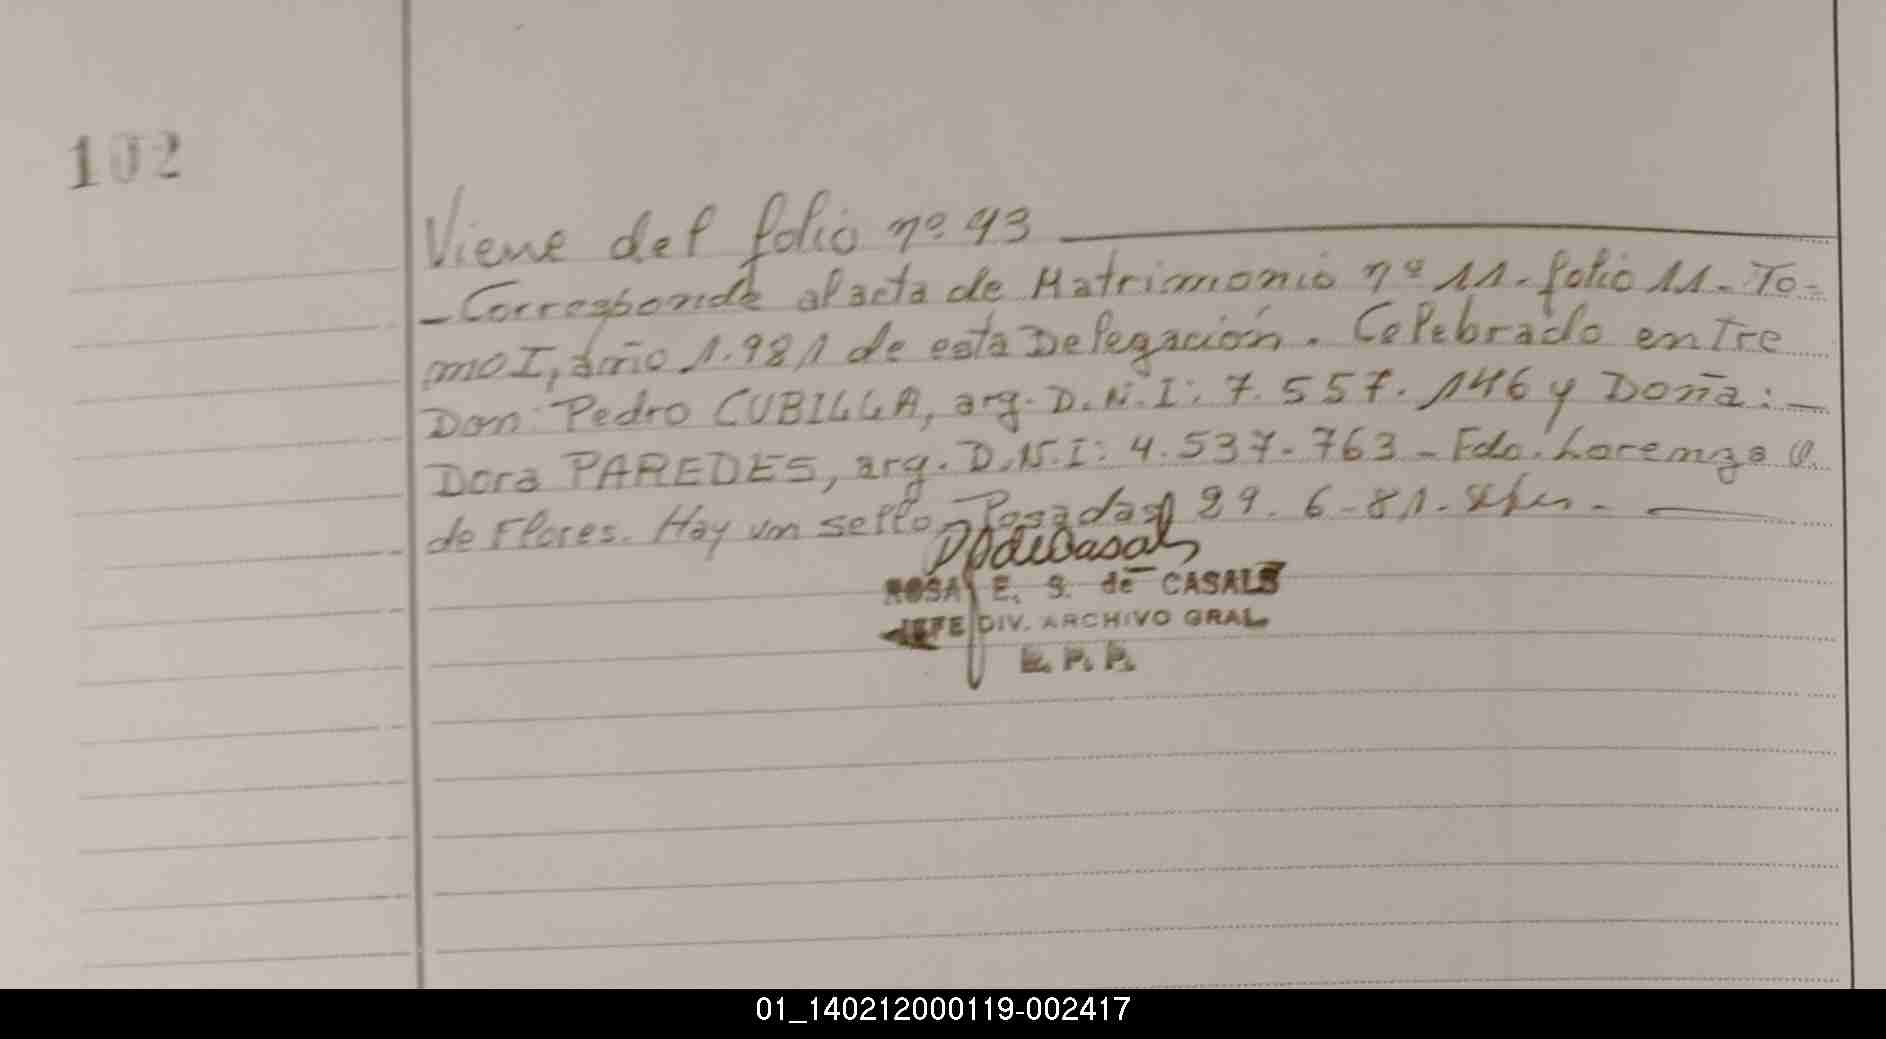 102
Viene del folio nº 93
- Corresponde al acta de Matrimonio nº 11. folio 11. To-
mo I, año 1.981 de esta Delegación. Celebrado entre
Don: Pedro CUBILLA, arg. D.N.I: 7.557.146 y Doña: -
Dora PAREDES, arg. D.N.I: 4.537.763 - Fdo. Lorenzo
de Flores. Hay un sello. Posadas, 29.6-81.
ROSA E. S. de CASALS
JEFE DIV. ARCHIVO GRAL
R. P. P.
01_140212000119-002417